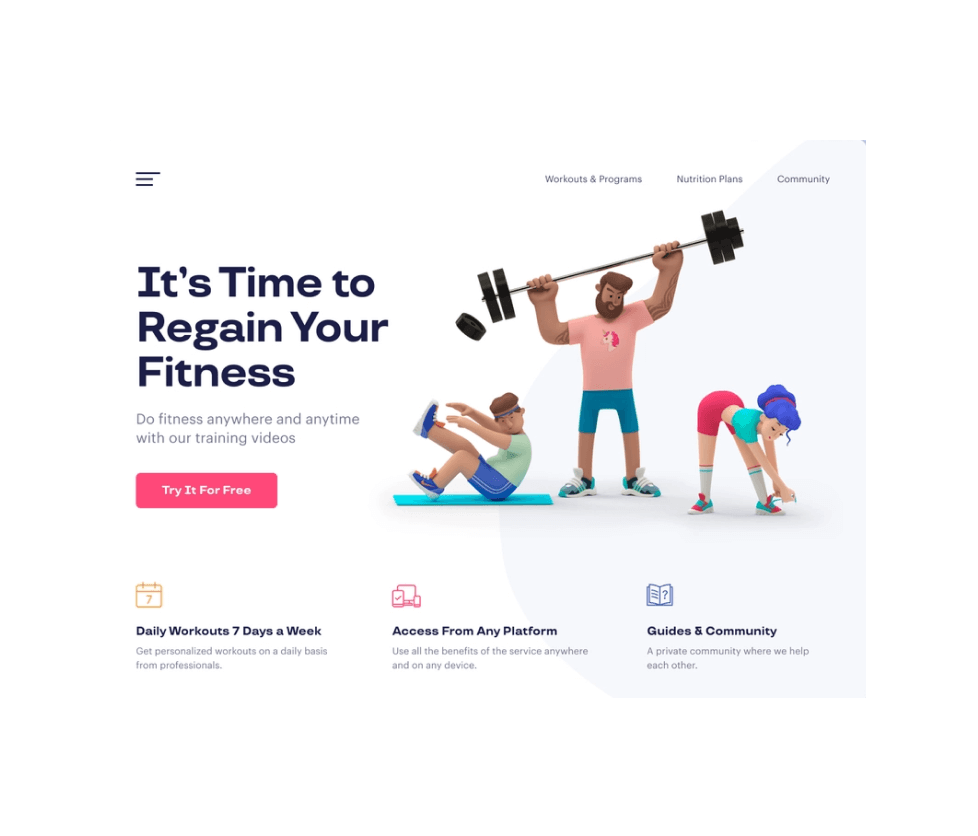 Workouts & Programs
Nutrition Plans
Community
It's Time to
Regain Your
Fitness
Do fitness anywhere and anytime
with our training videos
Try It For Free
7
Daily Workouts 7 Days a Week
Get personalized workouts on a daily basis
from professionals.
Access From Any Platform
Use all the benefits of the service anywhere
and on any device.
?
Guides & Community
A private community where we help
each other.